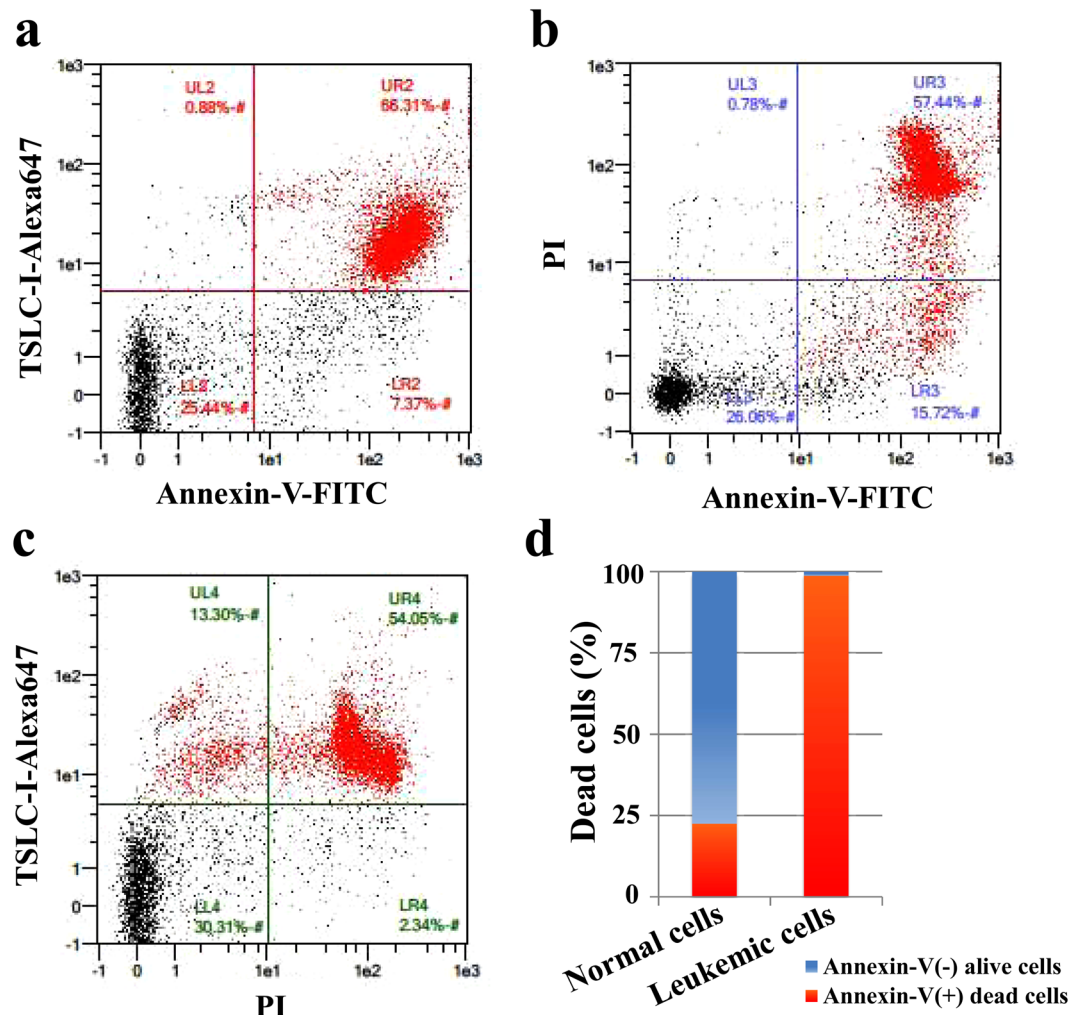 a
TSLC-I-Alexa647
1e3
1e2
1e1
1
0
-1
UL2
0.88%-#
UR2
66.31%-#
25.44%-#
LR2
7.37%-#
-1 0 1 1e1 1e2 1e3
Annexin-V-FITC
b
PI
1e3
1e2
1e1
1
0
-1
UL3
0.78%-#
UR3
57.44%-#
26.06%-#
LR3
15.72%-#
-1 0 1 1e1 1e2 1e3
Annexin-V-FITC
c
TSLC-I-Alexa647
1e3
1e2
1e1
1
0
-1
UL4
13.30%-#
UR4
54.05%-#
LL4
30.31%-#
LR4
2.34%-#
-1 0 1 1e1 1e2 1e3
PI
d
Dead cells (%)
100
75
50
25
0
Normal cells
Leukemic cells
Annexin-V(-) alive cells
Annexin-V(+) dead cells